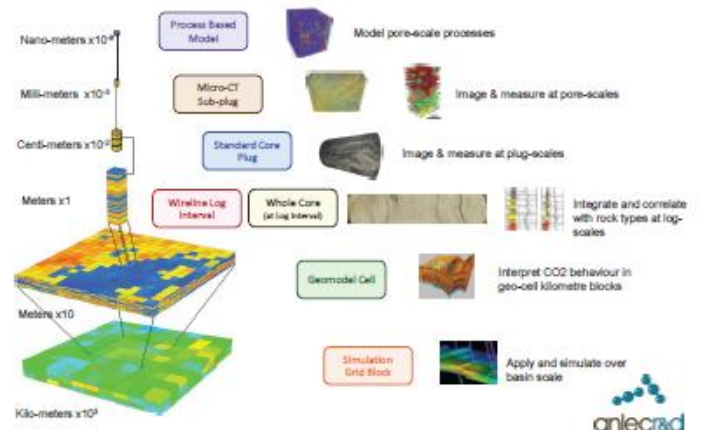 Process Based
Model
Nano-meters x10
Model pore-scale processes
Micro-CT
Sub-plug
Milli-meters x10⁻³
Image & measure at pore-scales
Centi-meters x10⁻²
Standard Core
Plug
Image & measure at plug-scales
Meters x1
Wireline Log
Interval
Whole Core
(at Log Interval)
Integrate and correlate
with rock types at log-
scales
Geomodel Cell
Interpret CO2 behaviour in
geo-cell kilometre blocks
Meters x10
Simulation
Grid Block
Apply and simulate over
basin scale
Kilo-meters x10³
anlecr&d